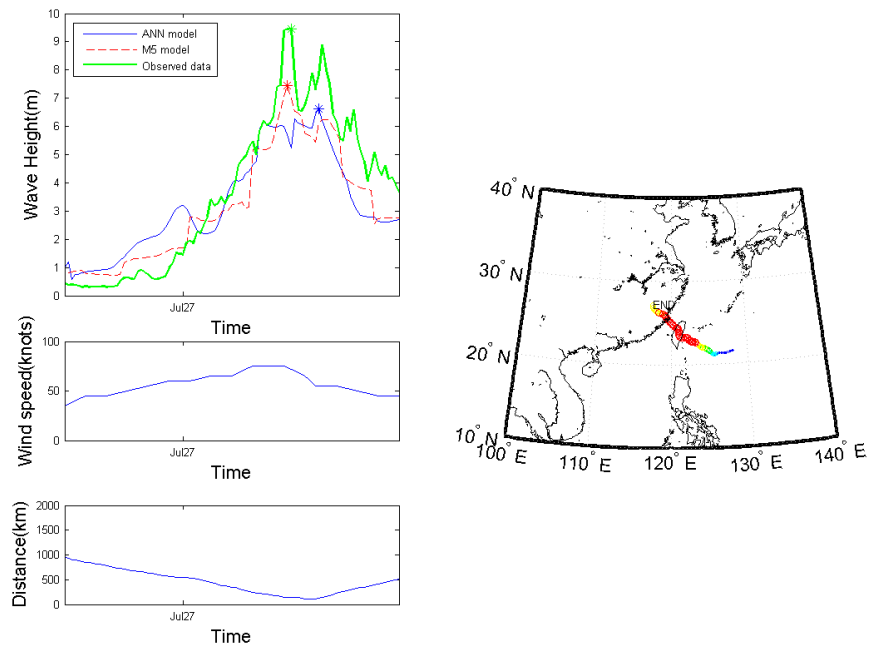 10
9
8
7
6
5
4
3
2
1
0
ANN model
M5 model
Observed data
Wave Height(m)
Jul27
Time
100
50
0
Wind speed(knots)
Jul27
Time
2000
1500
1000
500
0
Distance(km)
Jul27
Time
40° N
30° N
20° N
10° N
100° E
110° E
120° E
130° E
140° E
END